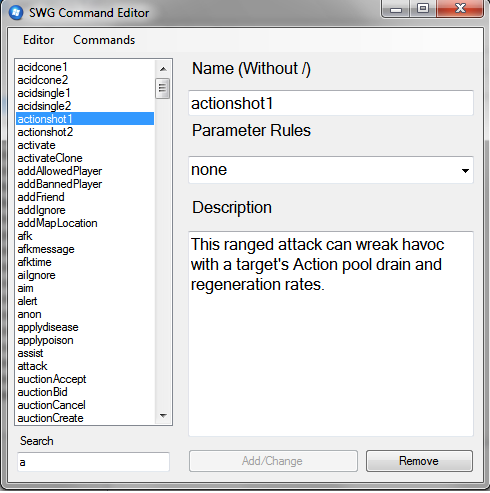 SWG Command Editor
Editor Commands
acidcone1
acidcone2
acidsingle1
acidsingle2
actionshot1
actionshot2
activate
activateClone
addAllowedPlayer
addBannedPlayer
addFriend
addIgnore
addMapLocation
afk
afkmessage
afktime
aiIgnore
aim
alert
anon
applydisease
applypoison
assist
attack
auctionAccept
auctionBid
auctionCancel
auctionCreate
Search
a
Name (Without /)
actionshot1
Parameter Rules
none
Description
This ranged attack can wreak havoc
with a target's Action pool drain and
regeneration rates.
Add/Change Remove